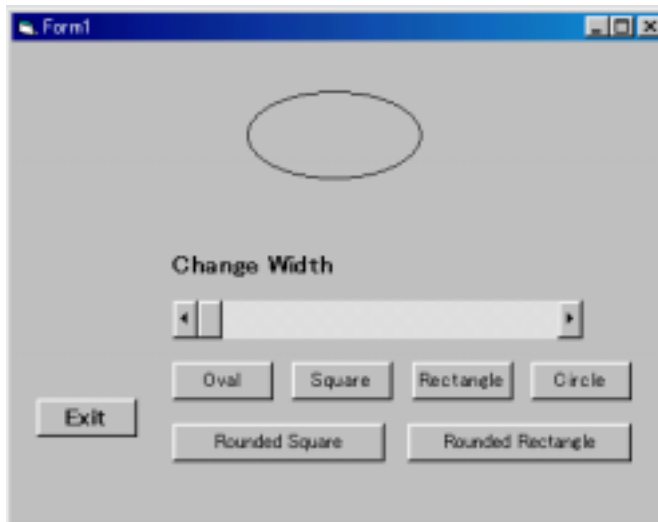 Form1
Change Width
Oval Square Rectangle Circle
Exit
Rounded Square Rounded Rectangle